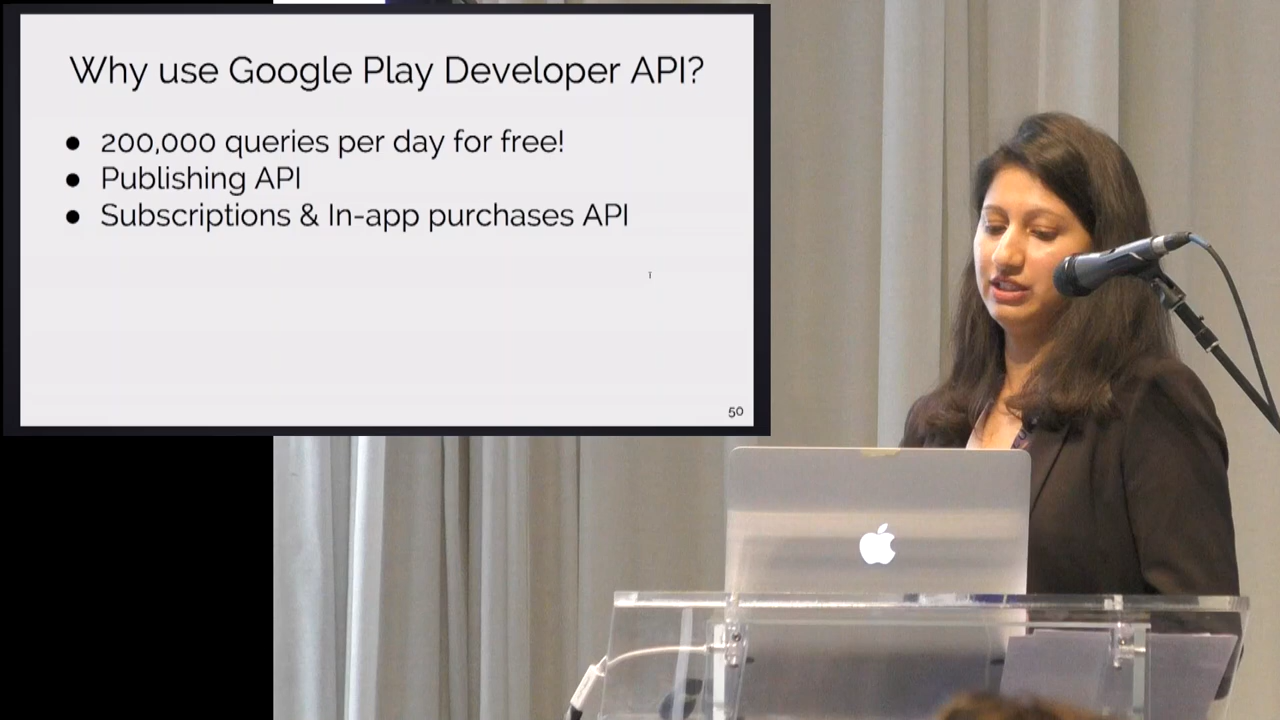 Why use Google Play Developer API?
● 200,000 queries per day for free!
● Publishing API
● Subscriptions & In-app purchases API
50